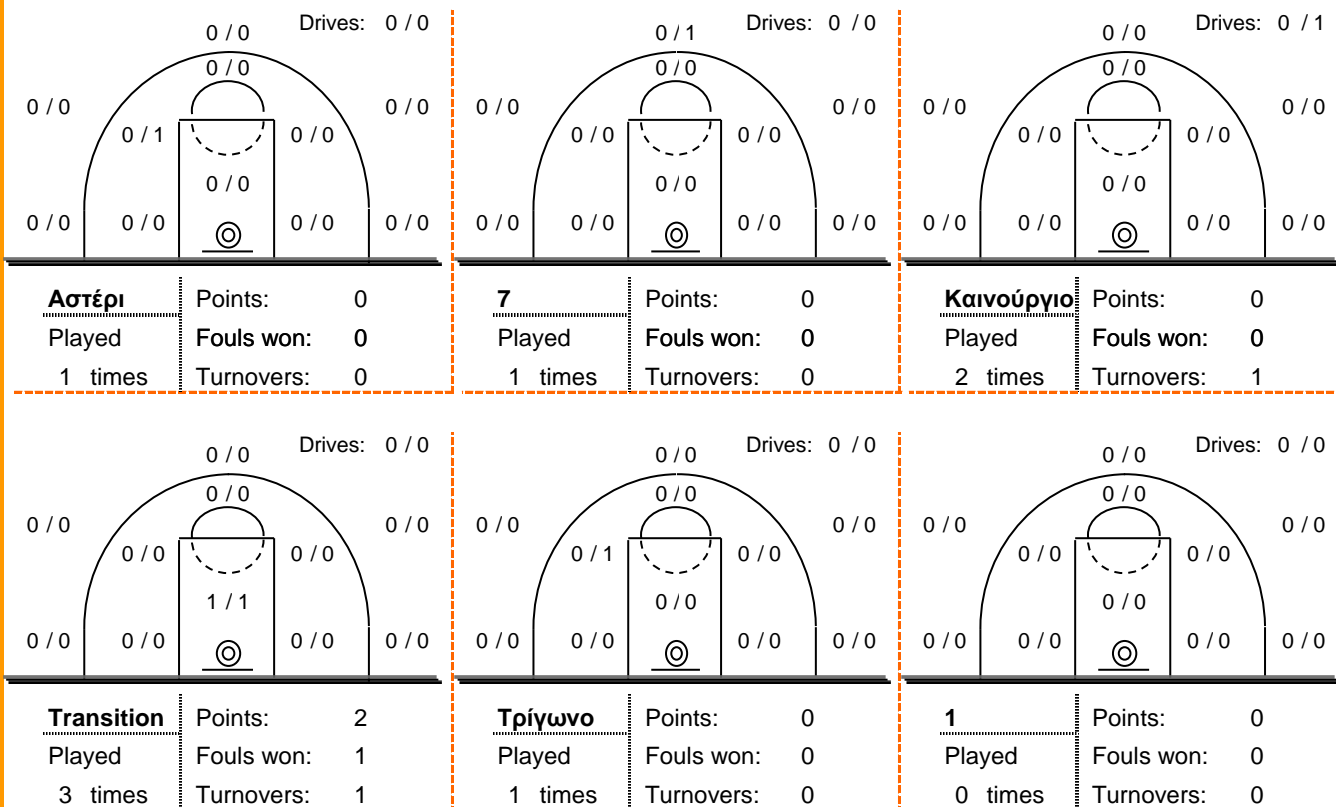 0 / 0 Drives: 0 / 0
0 / 0
0 / 0 0 / 0
0 / 1 0 / 0
0 / 0
0 / 0 0 / 0 0 / 0 0 / 0
Αστέρι Points: 0
Played Fouls won: 0
1 times Turnovers: 0
0 / 1 Drives: 0 / 0
0 / 0
0 / 0 0 / 0
0 / 0 0 / 0
0 / 0
0 / 0 0 / 0 0 / 0 0 / 0
7 Points: 0
Played Fouls won: 0
1 times Turnovers: 0
0 / 0 Drives: 0 / 1
0 / 0
0 / 0 0 / 0
0 / 0 0 / 0
0 / 0
0 / 0 0 / 0 0 / 0 0 / 0
Καινούργιο Points: 0
Played Fouls won: 0
2 times Turnovers: 1
0 / 0 Drives: 0 / 0
0 / 0
0 / 0 0 / 0
0 / 0 0 / 0
1 / 1
0 / 0 0 / 0 0 / 0 0 / 0
Transition Points: 2
Played Fouls won: 1
3 times Turnovers: 1
0 / 0 Drives: 0 / 0
0 / 0
0 / 0 0 / 0
0 / 1 0 / 0
0 / 0
0 / 0 0 / 0 0 / 0 0 / 0
Τρίγωνο Points: 0
Played Fouls won: 0
1 times Turnovers: 0
0 / 0 Drives: 0 / 0
0 / 0
0 / 0 0 / 0
0 / 0 0 / 0
0 / 0
0 / 0 0 / 0 0 / 0 0 / 0
1 Points: 0
Played Fouls won: 0
0 times Turnovers: 0